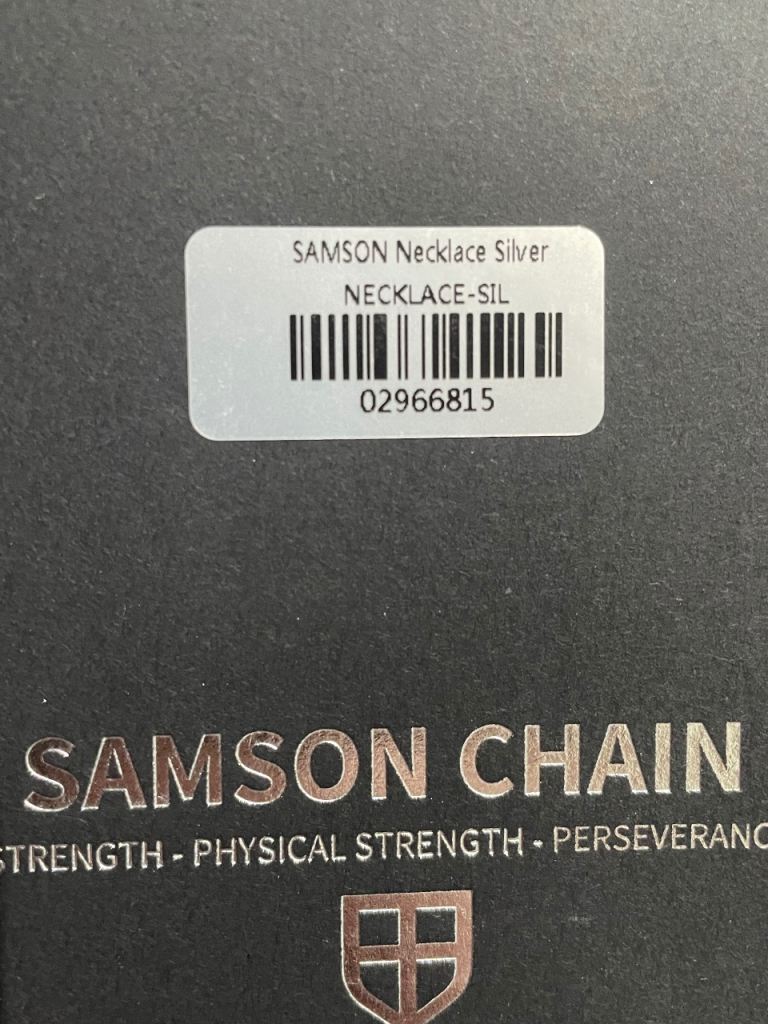 SAMSON Necklace Silver
NECKLACE-SIL
02966815
SAMSON CHAIN
STRENGTH - PHYSICAL STRENGTH - PERSEVERANC